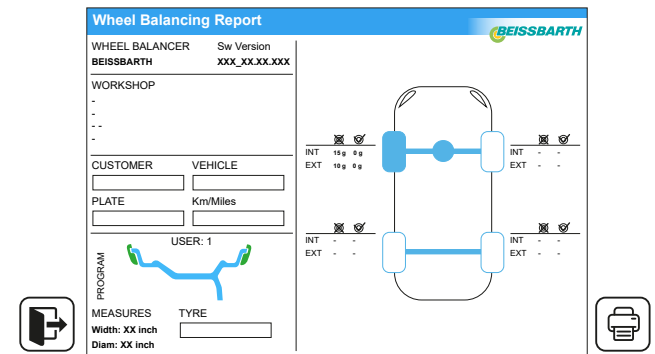 Wheel Balancing Report
BEISSBARTH
WHEEL BALANCER Sw Version
BEISSBARTH XXX_XX.XX.XXX
WORKSHOP
-
-
- -
-
CUSTOMER VEHICLE
PLATE Km/Miles
USER: 1
PROGRAM
MEASURES TYRE
Width: XX inch
Diam: XX inch
INT 15 g 0 g
EXT 10 g 0 g
INT - -
EXT - -
INT - -
EXT - -
INT - -
EXT - -